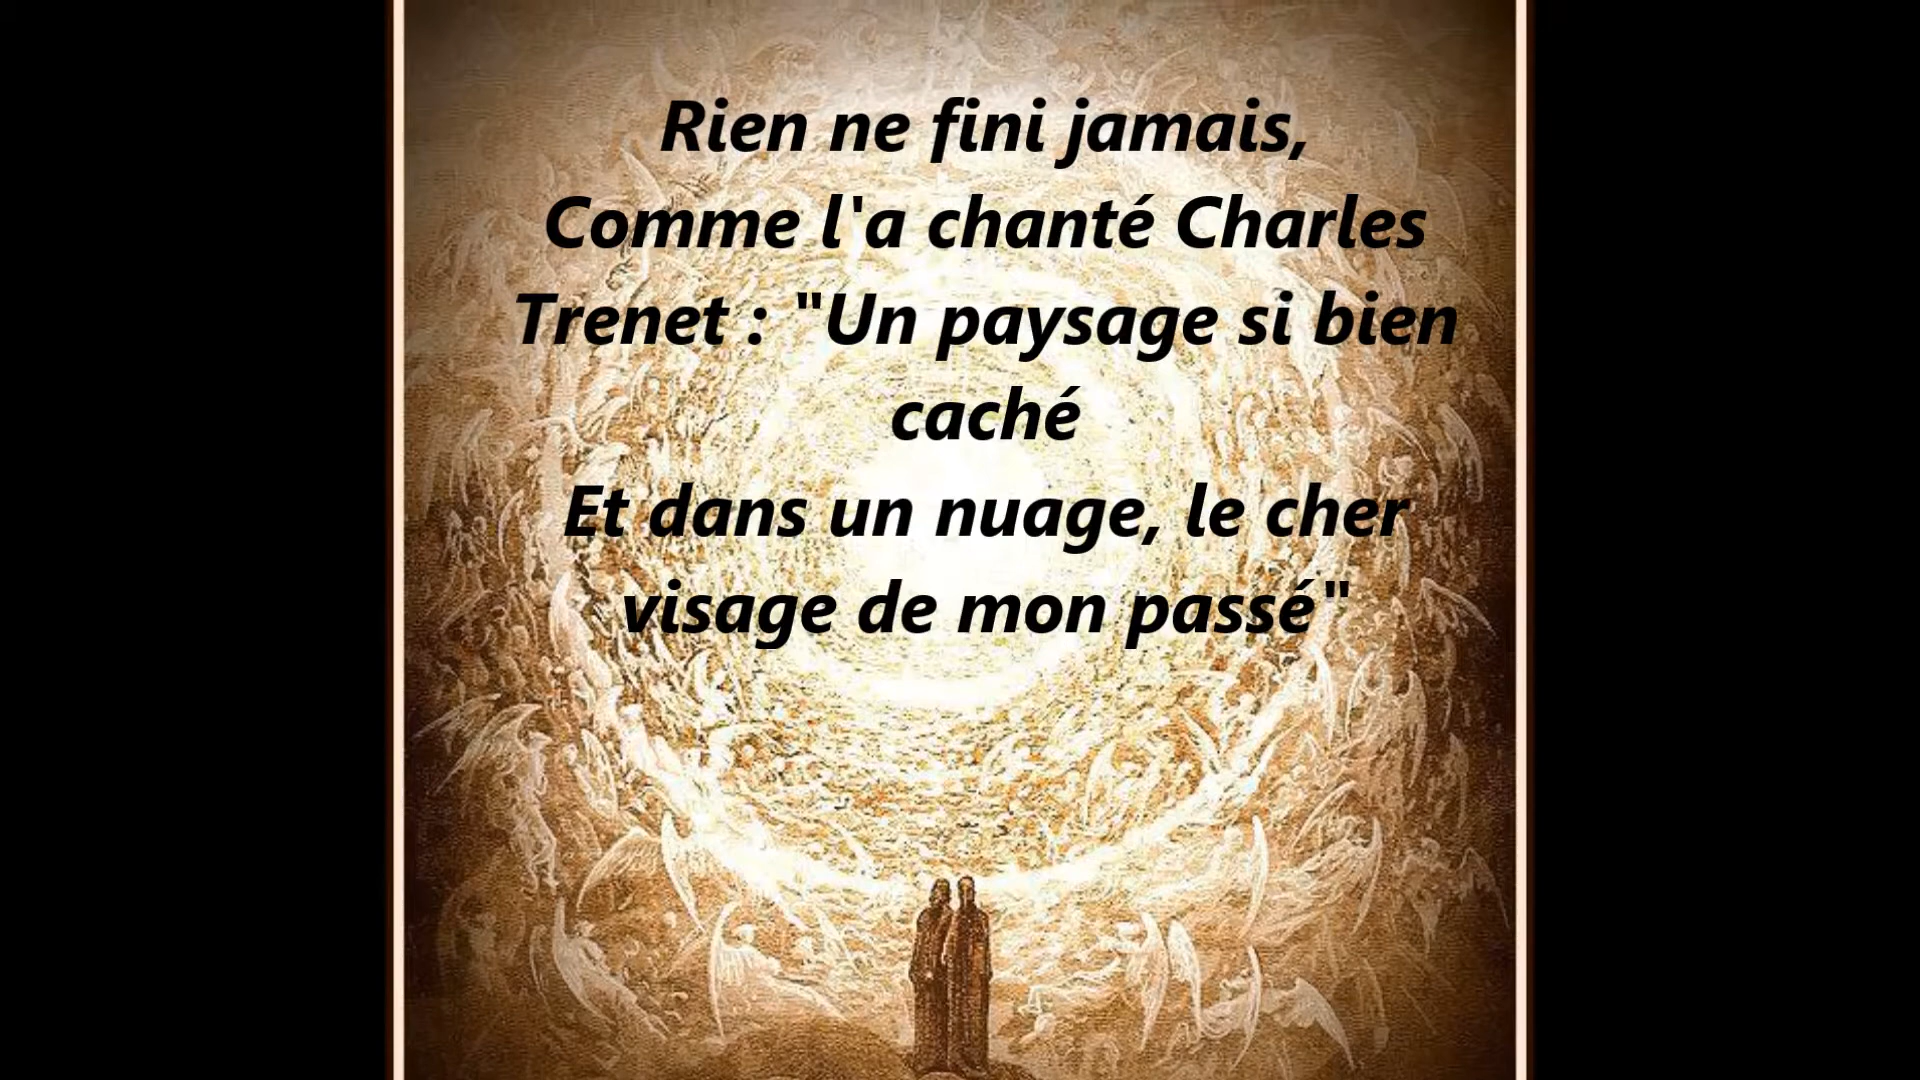 Rien ne fini jamais,
Comme l'a chanté Charles
Trenet : "Un paysage si bien
caché
Et dans un nuage, le cher
visage de mon passé"